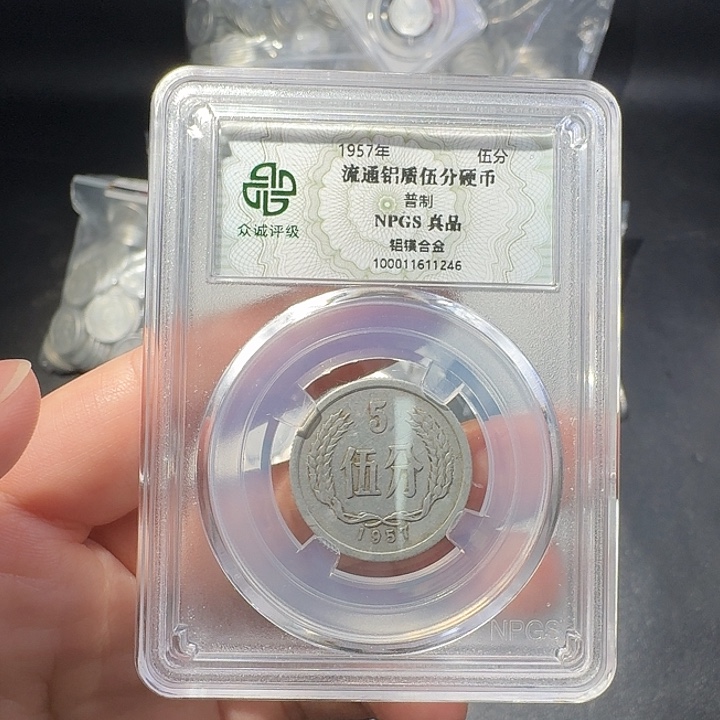 1957年 伍分
流通铝质伍分硬币
普制
NPGS 真品
铝镁合金
100011611246
众诚评级
5
伍分
1957
NPGS